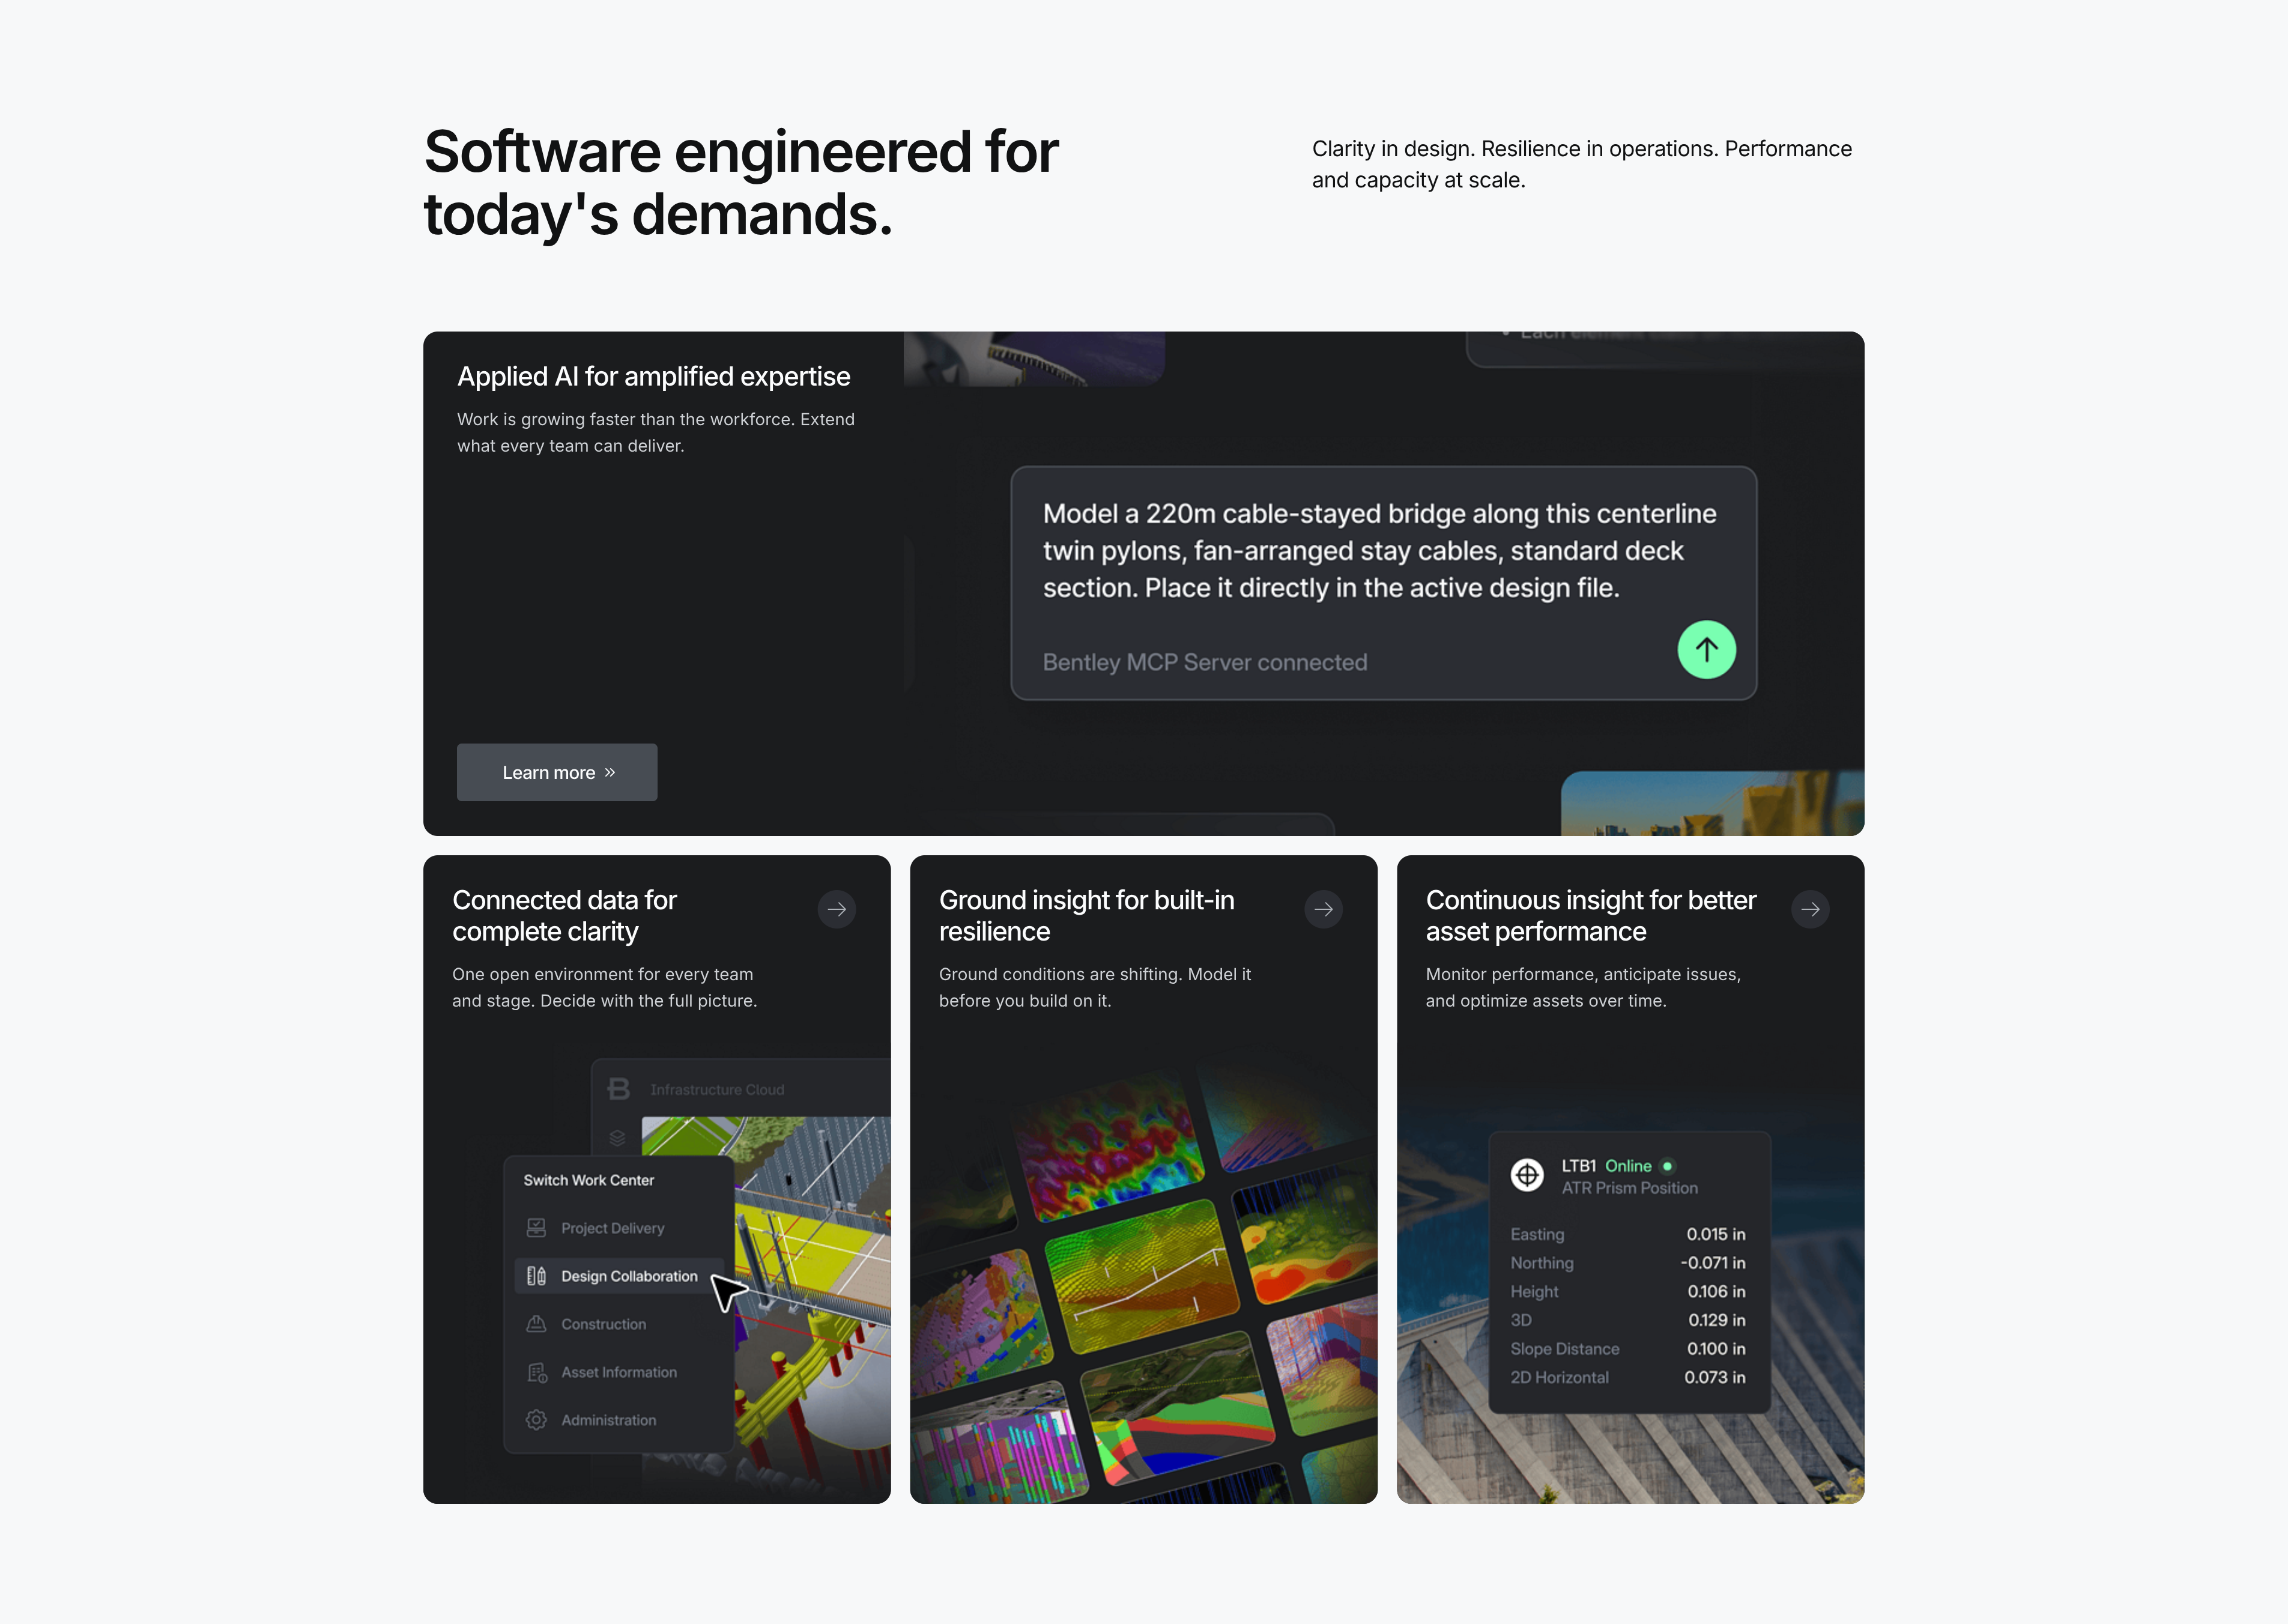 Software engineered for
today's demands.
Clarity in design. Resilience in operations. Performance
and capacity at scale.
Applied AI for amplified expertise
Work is growing faster than the workforce. Extend
what every team can deliver.
Learn more »
• Each element
Model a 220m cable-stayed bridge along this centerline
twin pylons, fan-arranged stay cables, standard deck
section. Place it directly in the active design file.
Bentley MCP Server connected
Connected data for
complete clarity
One open environment for every team
and stage. Decide with the full picture.
B Infrastructure Cloud
Switch Work Center
Project Delivery
Design Collaboration
Construction
Asset Information
Administration
Ground insight for built-in
resilience
Ground conditions are shifting. Model it
before you build on it.
Continuous insight for better
asset performance
Monitor performance, anticipate issues,
and optimize assets over time.
LTB1 Online
ATR Prism Position
Easting 0.015 in
Northing -0.071 in
Height 0.106 in
3D 0.129 in
Slope Distance 0.100 in
2D Horizontal 0.073 in